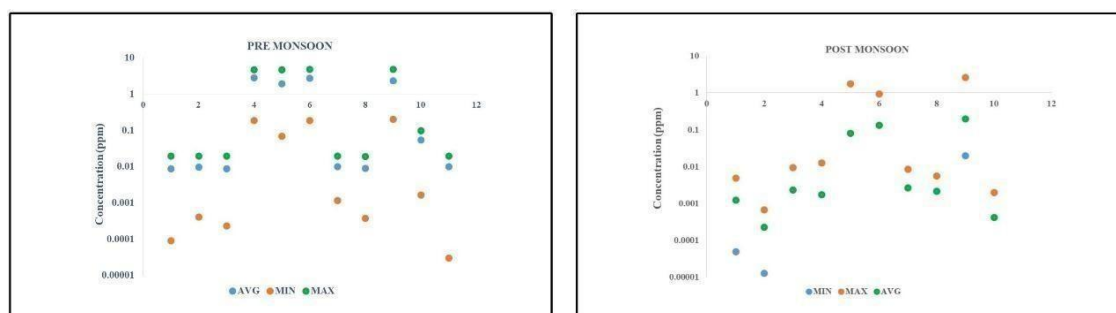 PRE MONSOON
10
1
0.1
0.01
0.001
0.0001
0.00001
0 2 4 6 8 10 12
Concentration (ppm)
AVG MIN MAX
POST MONSOON
10
1
0.1
0.01
0.001
0.0001
0.00001
0 2 4 6 8 10 12
Concentration (ppm)
MIN MAX AVG